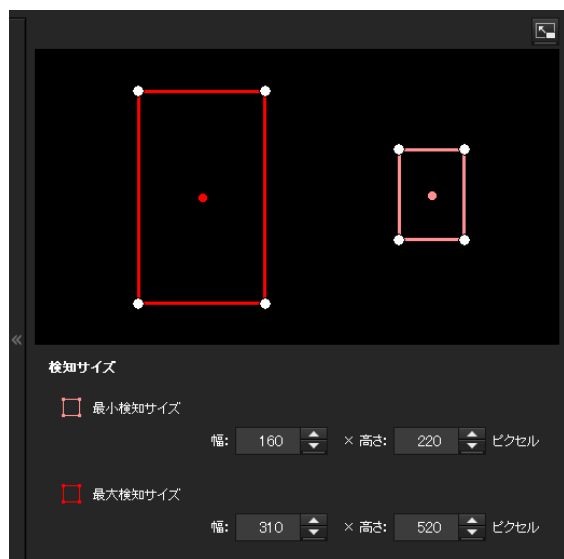 «
検知サイズ
最小検知サイズ
幅: 160 × 高さ: 220 ピクセル
最大検知サイズ
幅: 310 × 高さ: 520 ピクセル